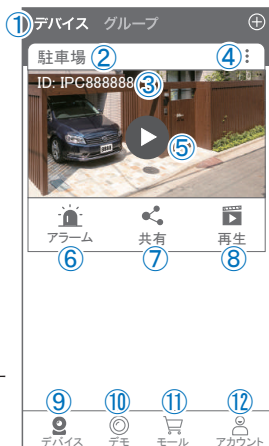 ①デバイス グループ ⊕
駐車場② ④
ID: IPC888888③
⑤
アラーム 共有 再生
⑥ ⑦ ⑧
⑨ ⑩ ⑪ ⑫
デバイス デモ モール アカウント